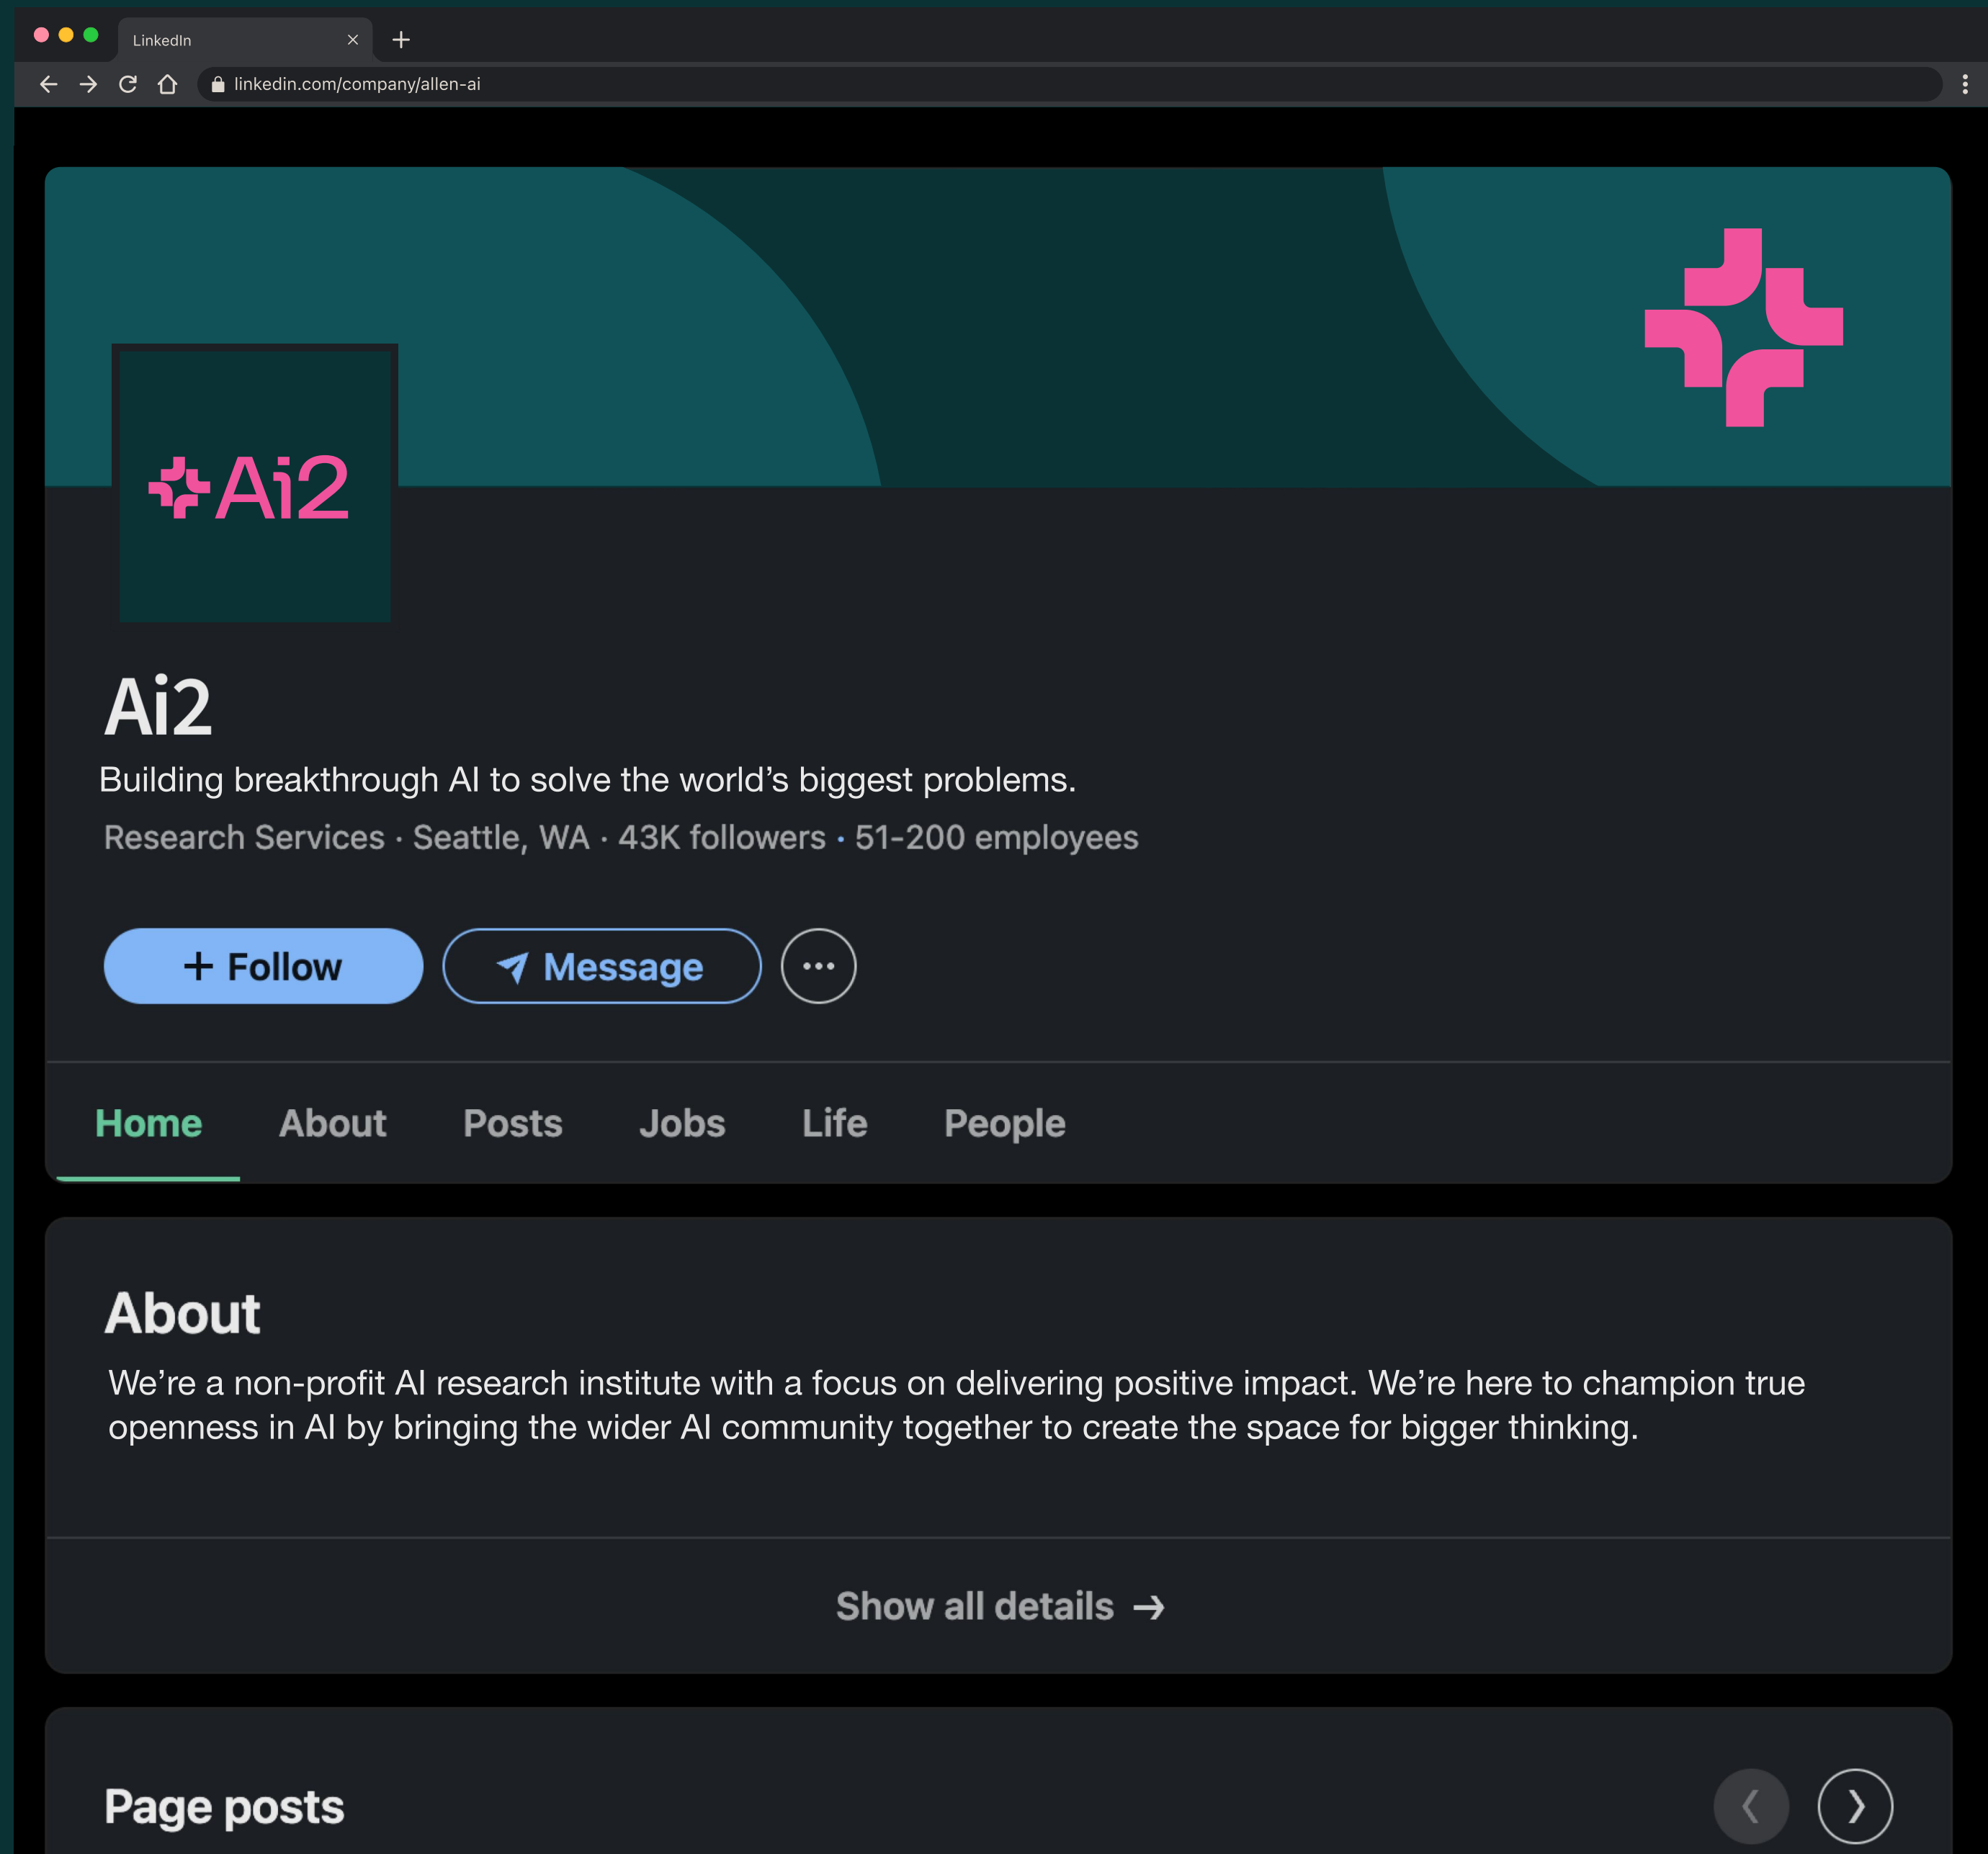 LinkedIn
linkedin.com/company/allen-ai
Ai2
Ai2
Building breakthrough AI to solve the world’s biggest problems.
Research Services · Seattle, WA · 43K followers · 51-200 employees
+ Follow
Message
Home About Posts Jobs Life People
About
We’re a non-profit AI research institute with a focus on delivering positive impact. We’re here to champion true
openness in AI by bringing the wider AI community together to create the space for bigger thinking.
Show all details →
Page posts